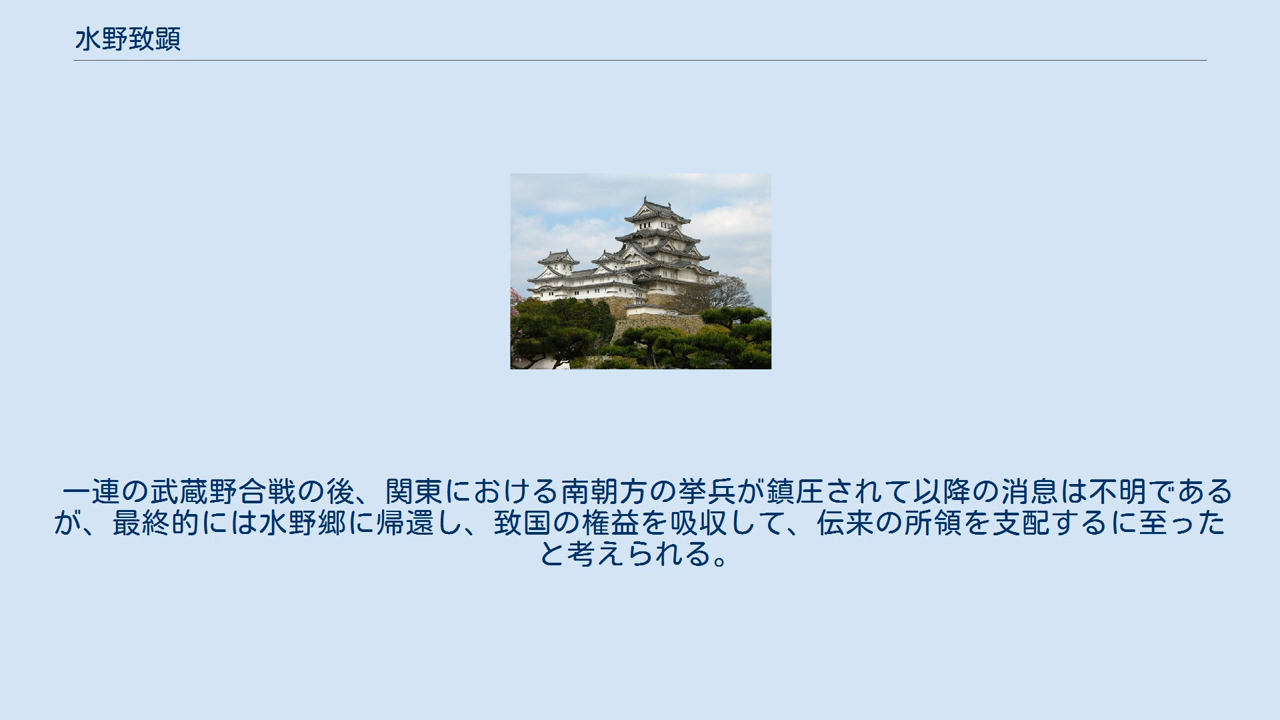 水野致顕
一連の武蔵野合戦の後、関東における南朝方の挙兵が鎮圧されて以降の消息は不明である
が、最終的には水野郷に帰還し、致国の権益を吸収して、伝来の所領を支配するに至った
と考えられる。